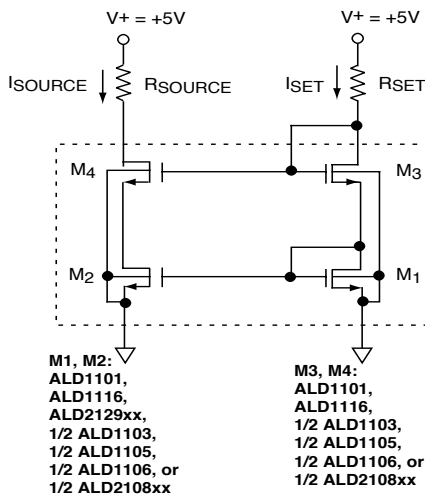 V+ = +5V
V+ = +5V
ISOURCE
RSOURCE
ISET
RSET
M4
M3
M2
M1
M1, M2:
ALD1101,
ALD1116,
ALD2129xx,
1/2 ALD1103,
1/2 ALD1105,
1/2 ALD1106, or
1/2 ALD2108xx
M3, M4:
ALD1101,
ALD1116,
1/2 ALD1103,
1/2 ALD1105,
1/2 ALD1106, or
1/2 ALD2108xx